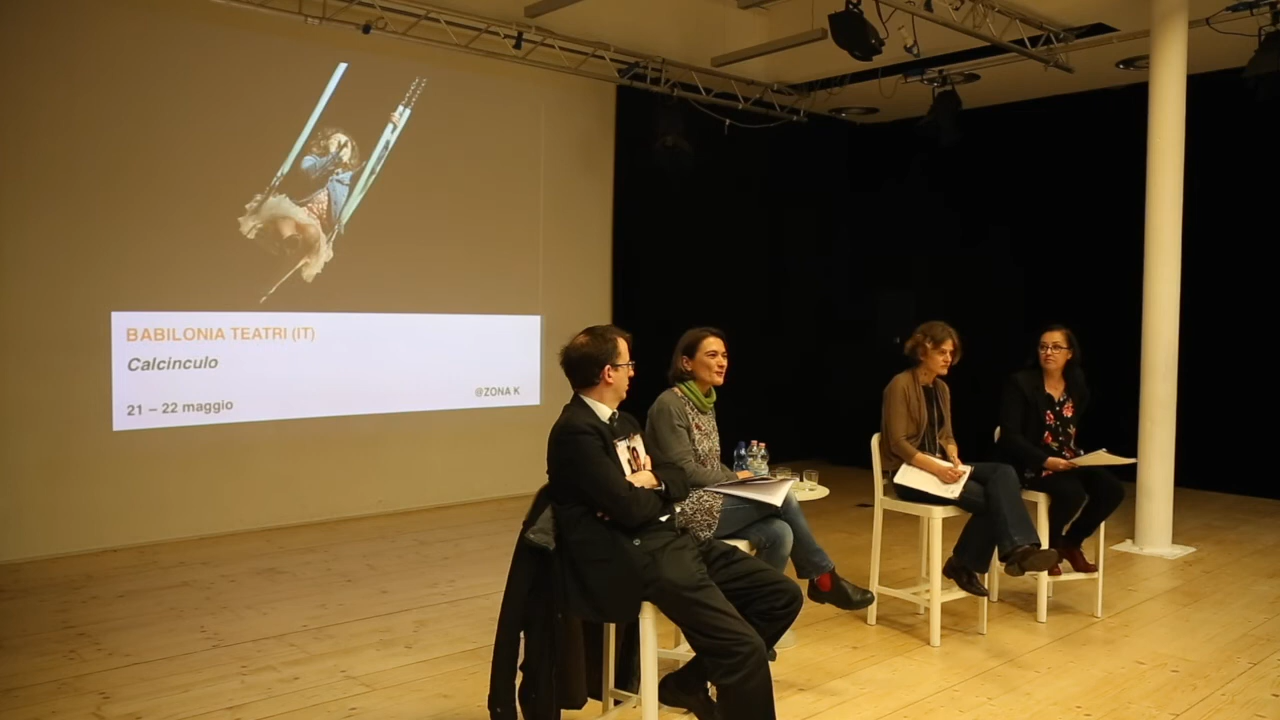 BABILONIA TEATRI (IT)
Calcinculo
@ZONA K
21 – 22 maggio